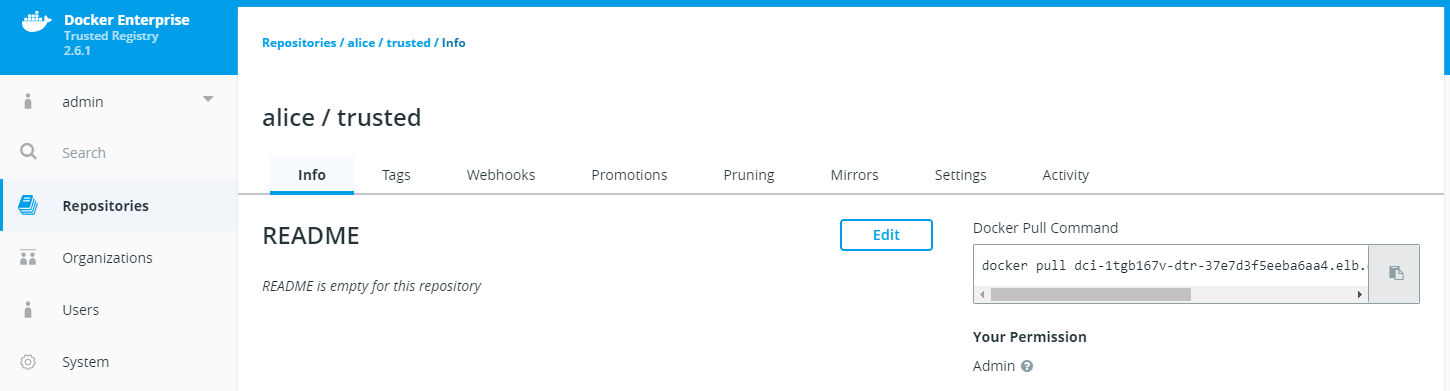 Docker Enterprise
Trusted Registry
2.6.1
admin
Search
Repositories
Organizations
Users
System
Repositories / alice / trusted / Info
alice / trusted
Info Tags Webhooks Promotions Pruning Mirrors Settings Activity
README
Edit
README is empty for this repository
Docker Pull Command
docker pull dci-1tgb167v-dtr-37e7d3f5eeba6aa4.elb.
Your Permission
Admin